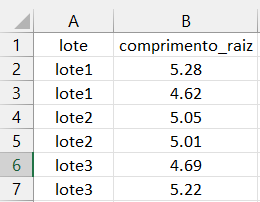 A B
1 lote comprimento_raiz
2 lote1 5.28
3 lote1 4.62
4 lote2 5.05
5 lote2 5.01
6 lote3 4.69
7 lote3 5.22